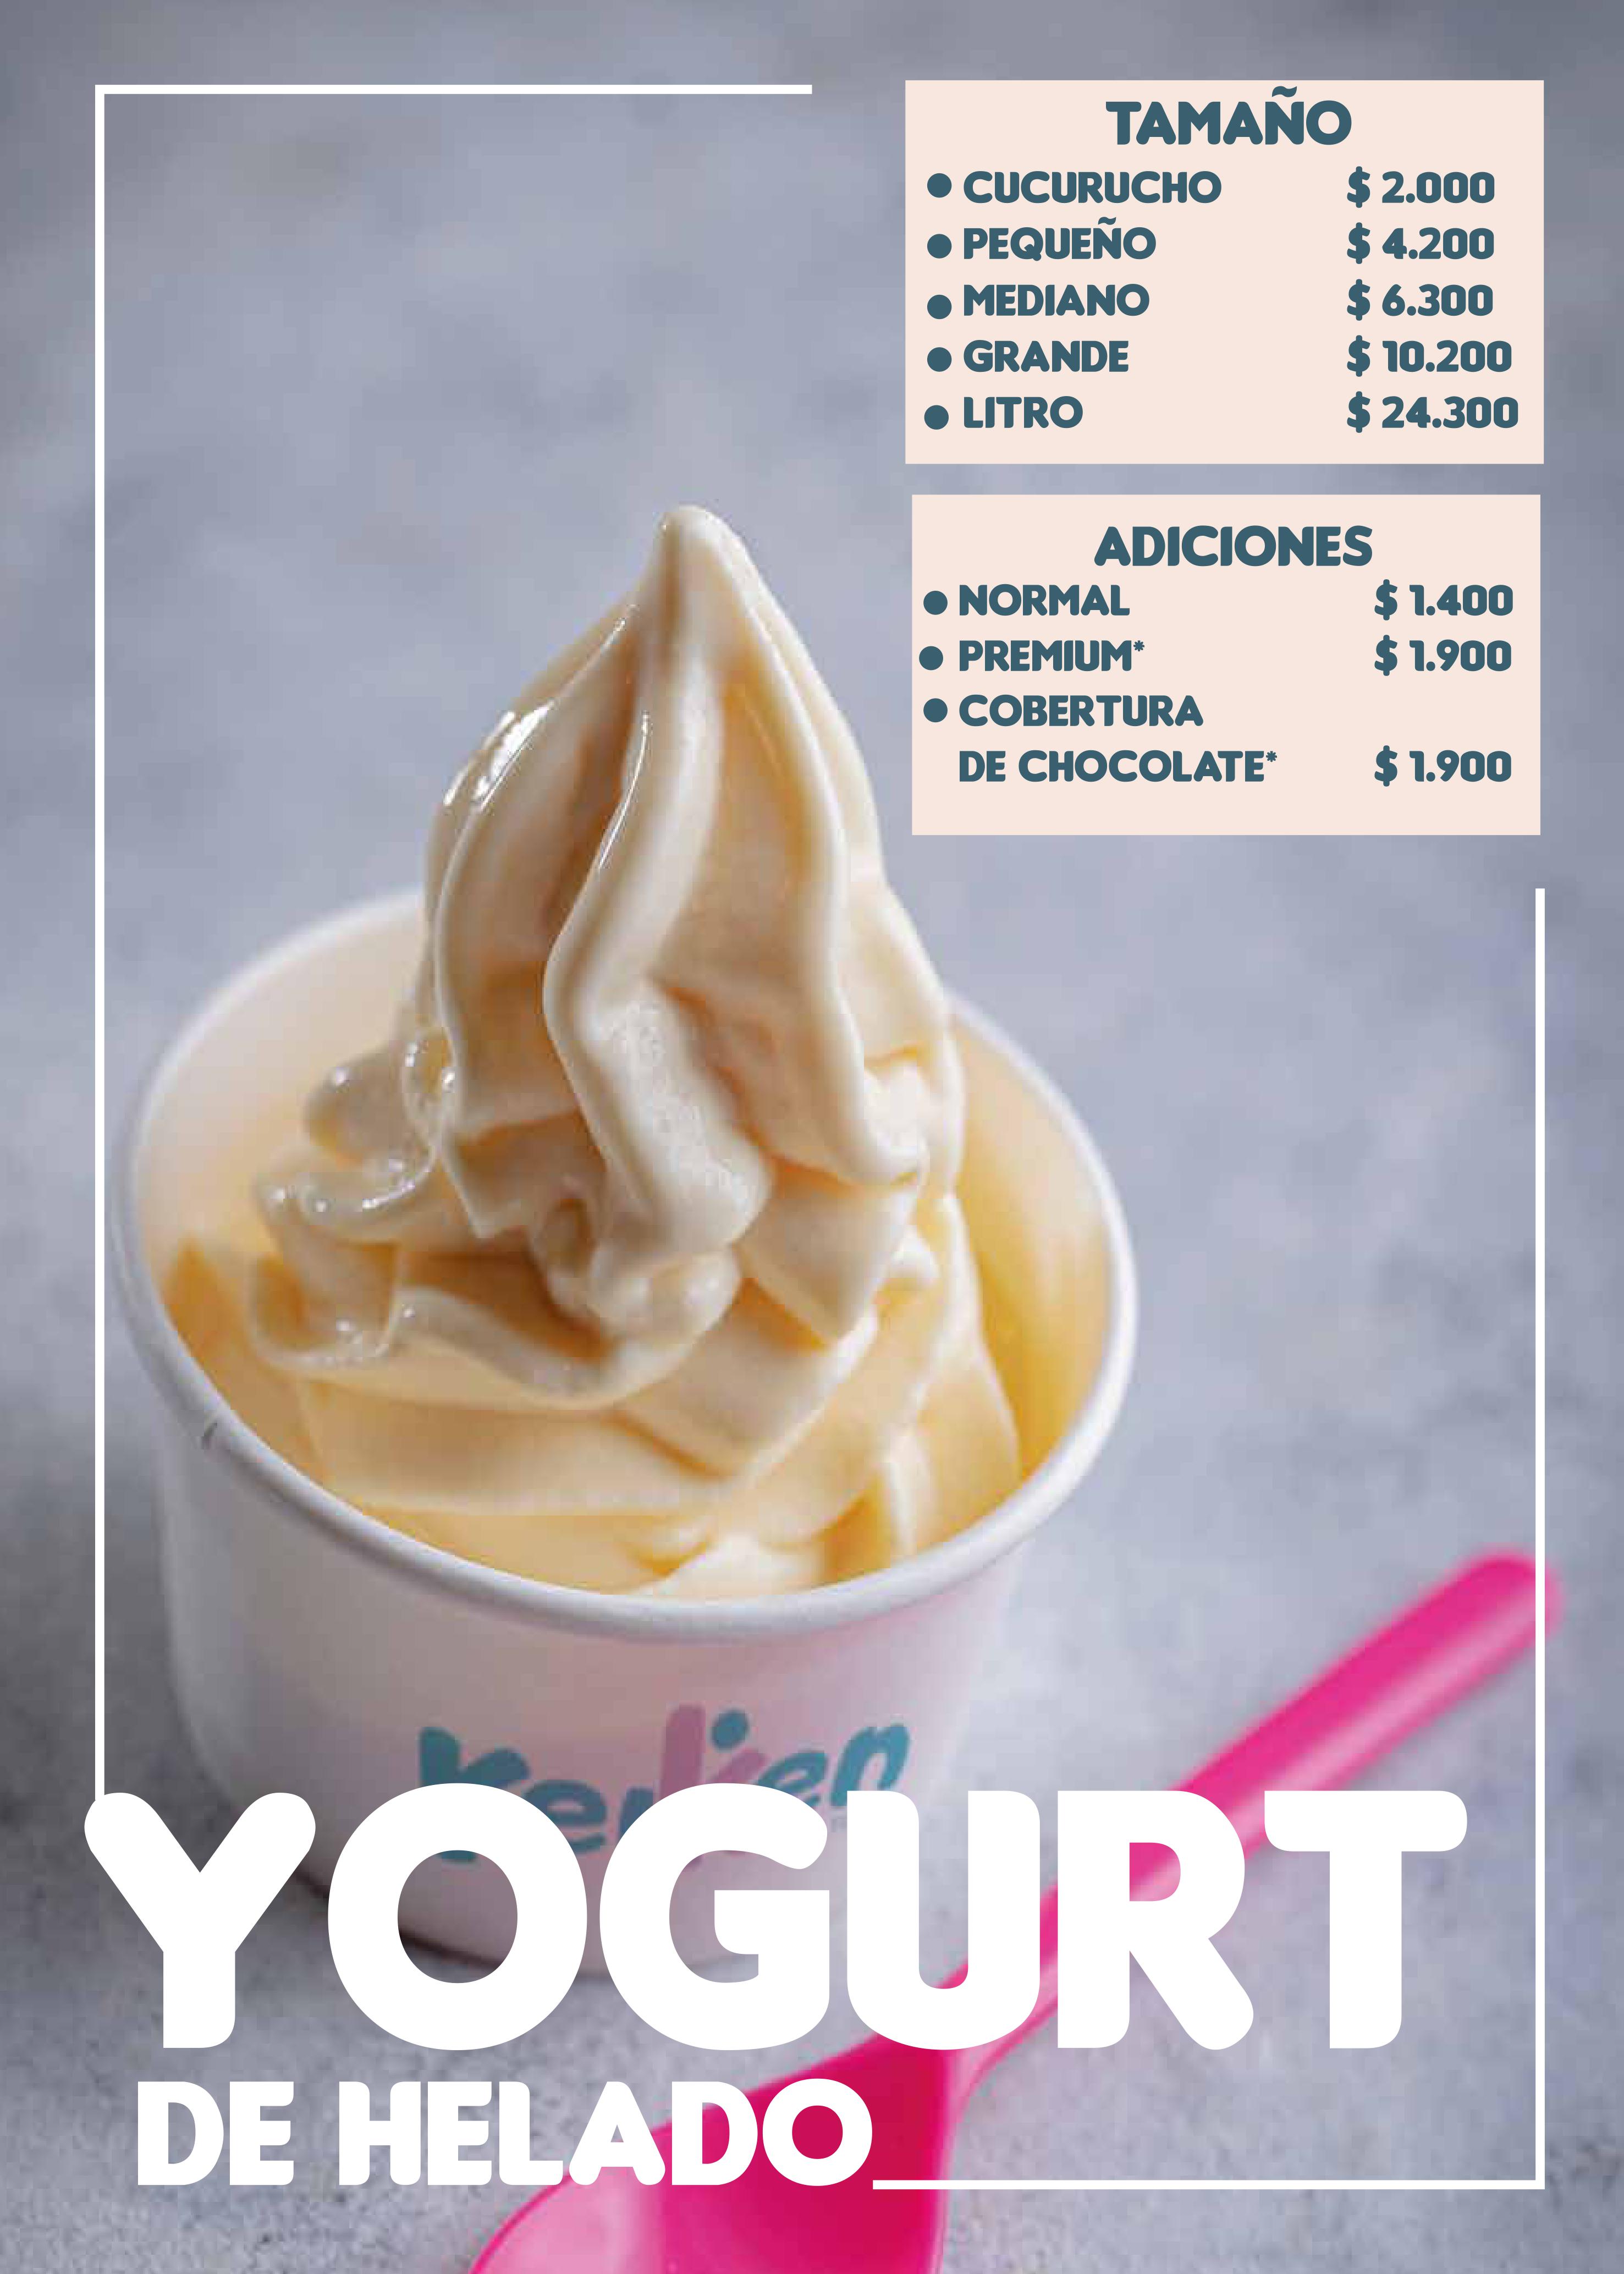 TAMAÑO
● CUCURUCHO $ 2.000
● PEQUEÑO $ 4.200
● MEDIANO $ 6.300
● GRANDE $ 10.200
● LITRO $ 24.300
ADICIONES
● NORMAL $ 1.400
● PREMIUM* $ 1.900
● COBERTURA
DE CHOCOLATE* $ 1.900
YOGURT
DE HELADO